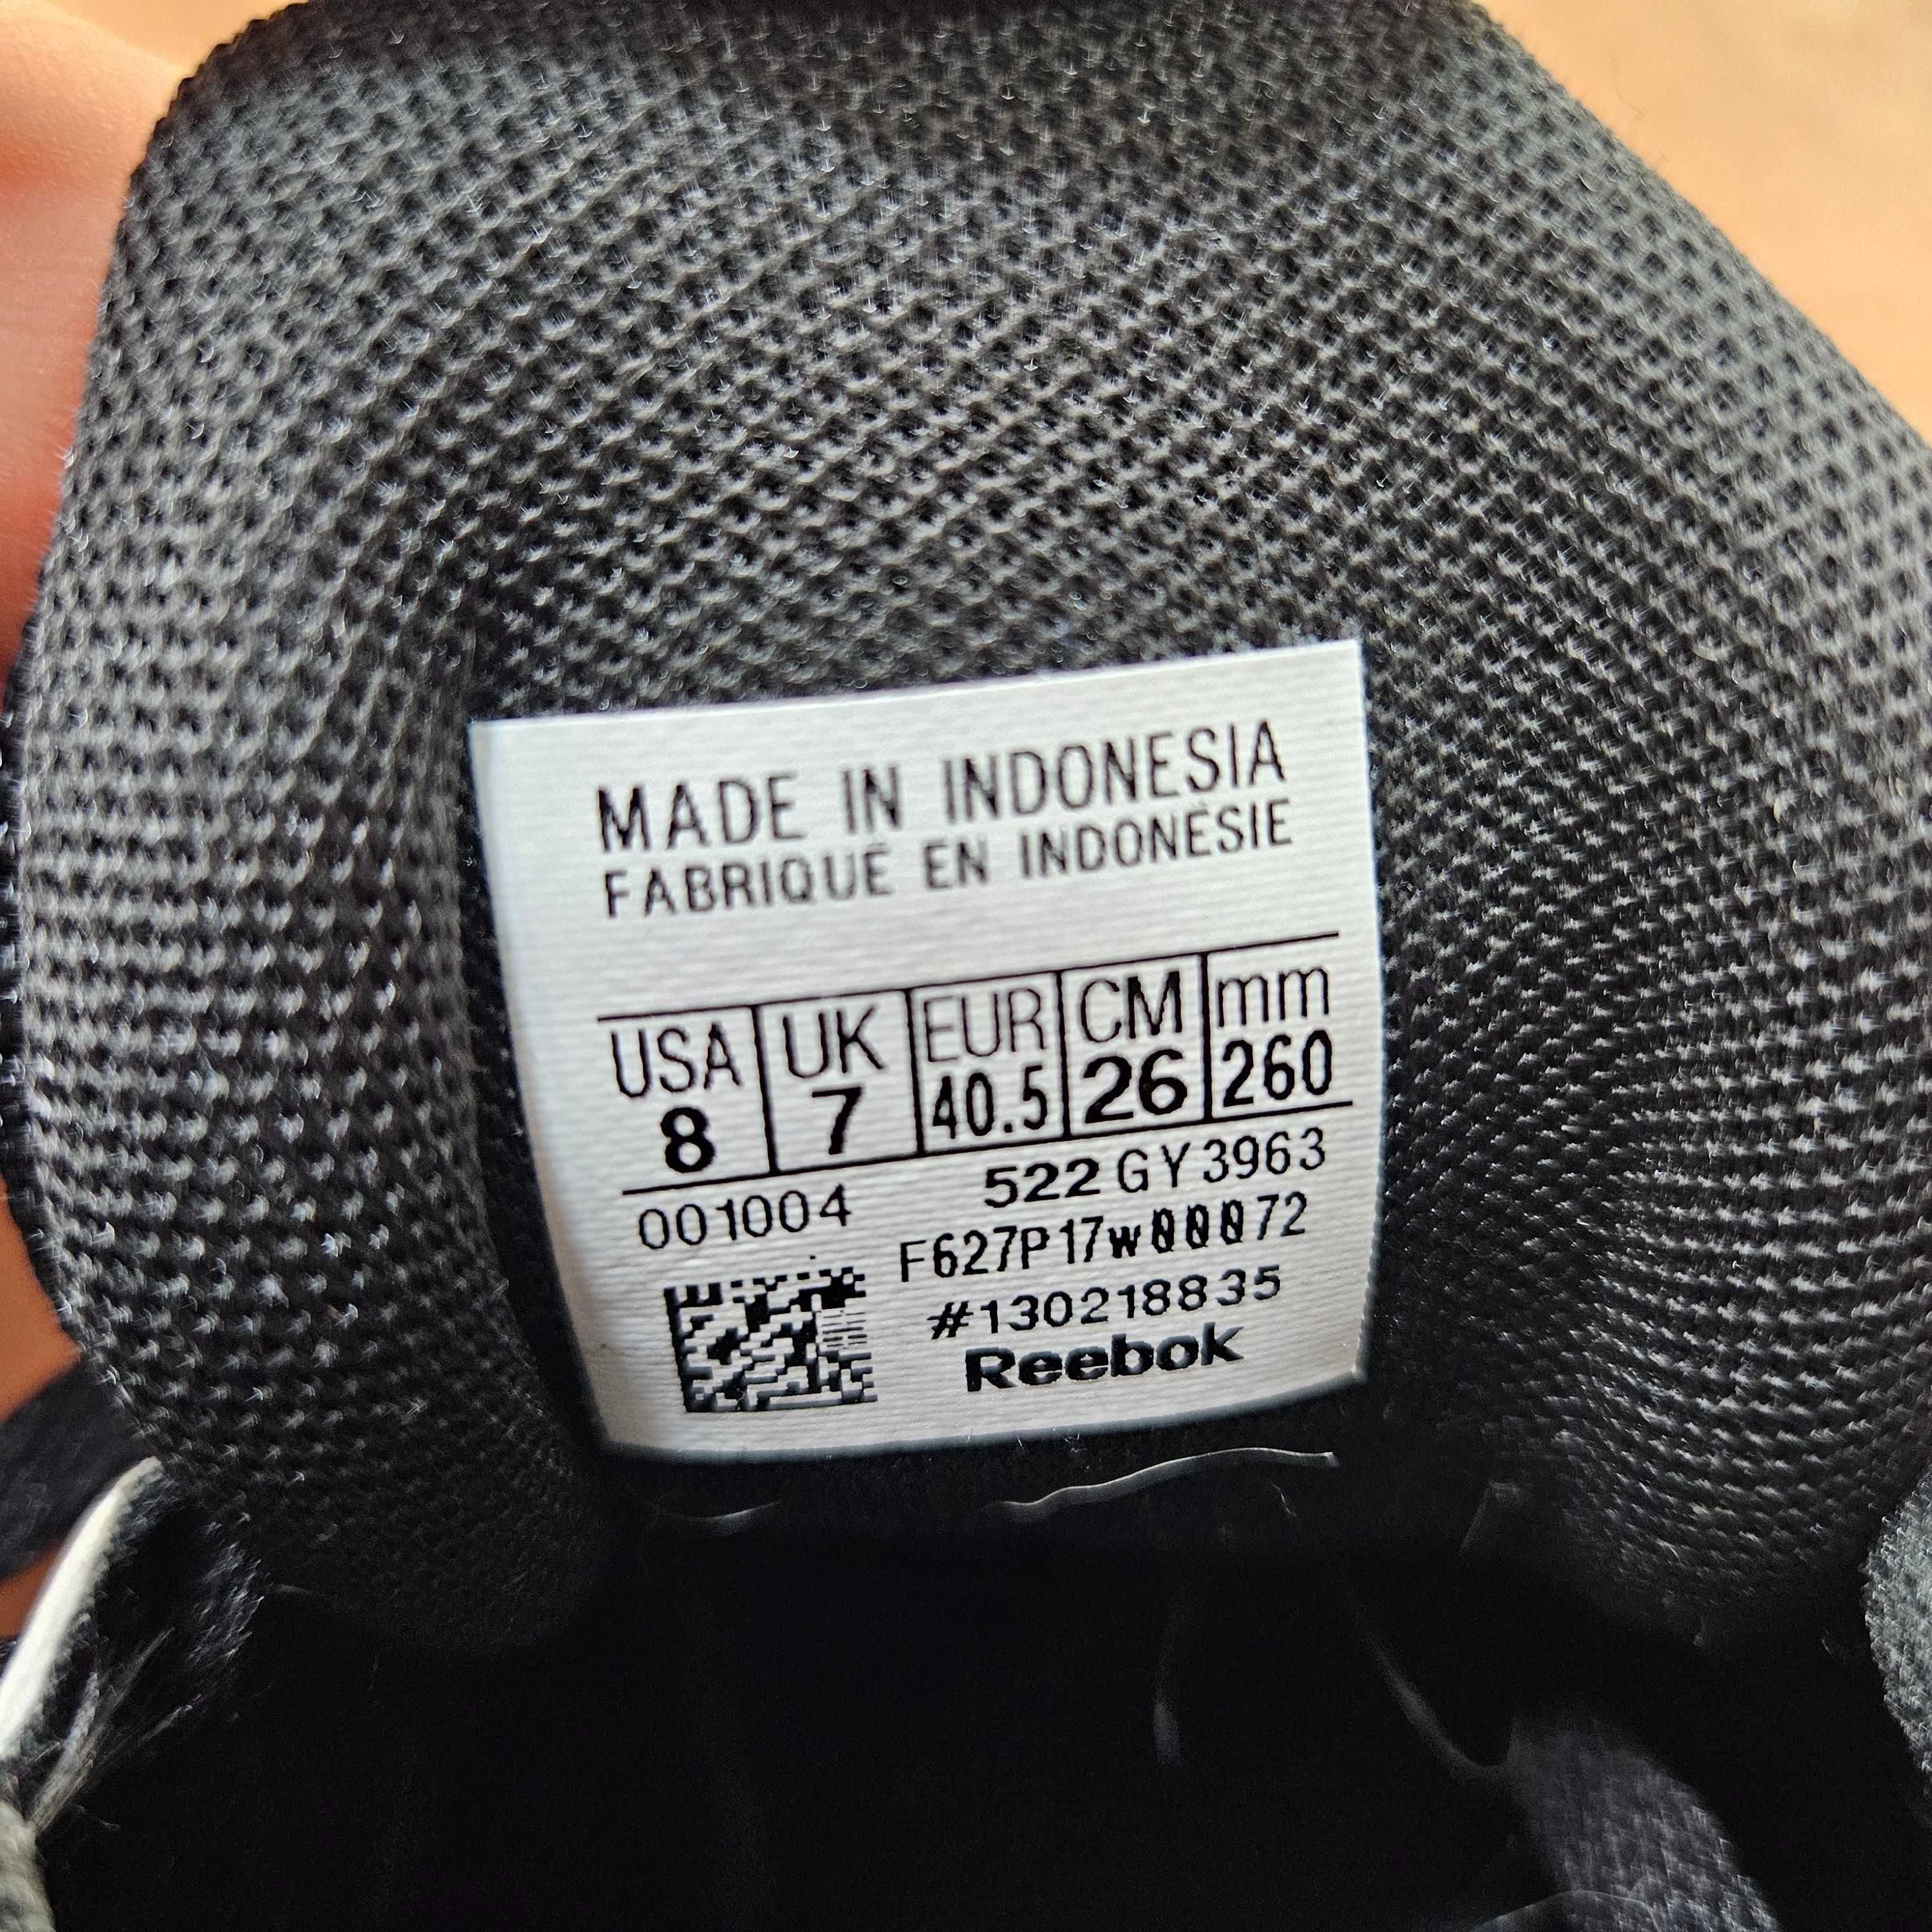 MADE IN INDONESIA
FABRIQUÉ EN INDONÉSIE
USA UK EUR CM mm
8 7 40.5 26 260
001004 522 GY3963
F627P17w00072
#130218835
Reebok